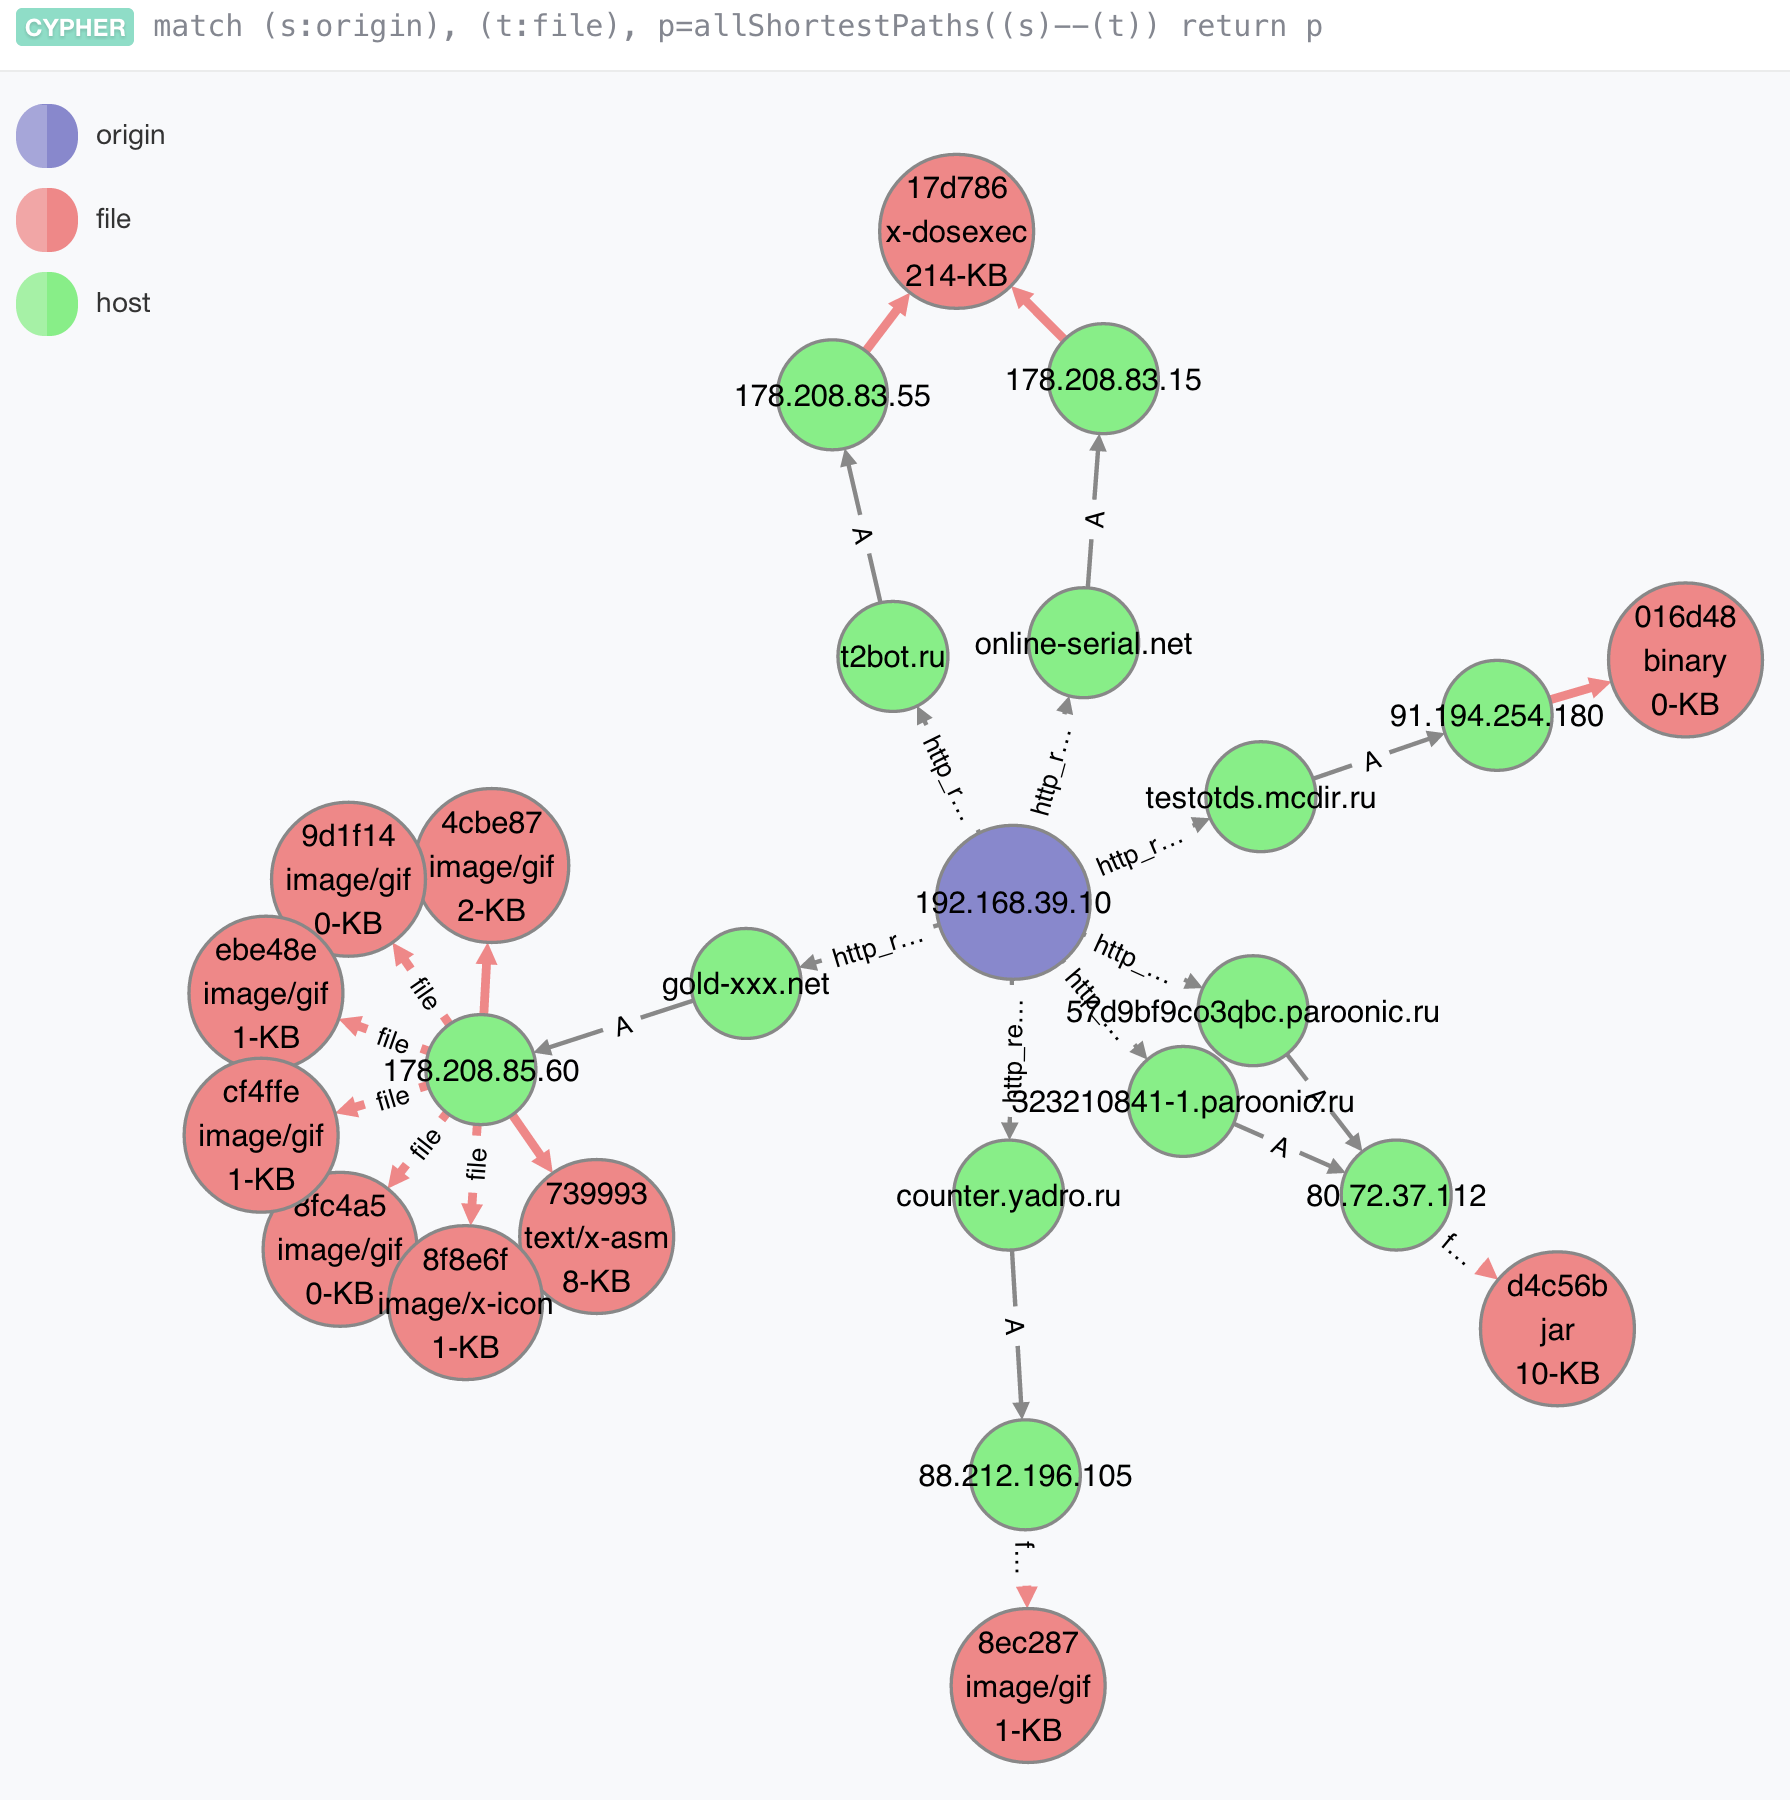 CYPHER match (s:origin), (t:file), p=allShortestPaths((s)--(t)) return p
origin
file
host
17d786
x-dosexec
214-KB
178.208.83.55
178.208.83.15
A
A
t2bot.ru
online-serial.net
016d48
binary
0-KB
91.194.254.180
A
testotds.mcdir.ru
http_r...
http_r...
http_r...
192.168.39.10
http_r...
http_...
http...
http_re...
gold-xxx.net
A
178.208.85.60
9d1f14
image/gif
0-KB
4cbe87
image/gif
2-KB
ebe48e
image/gif
1-KB
cf4ffe
image/gif
1-KB
8fc4a5
image/gif
0-KB
8f8e6f
image/x-icon
1-KB
739993
text/x-asm
8-KB
file
file
file
file
file
57d9bf9co3qbc.paroonic.ru
323210841-1.paroonic.ru
A
A
80.72.37.112
f...
d4c56b
jar
10-KB
counter.yadro.ru
A
88.212.196.105
f...
8ec287
image/gif
1-KB